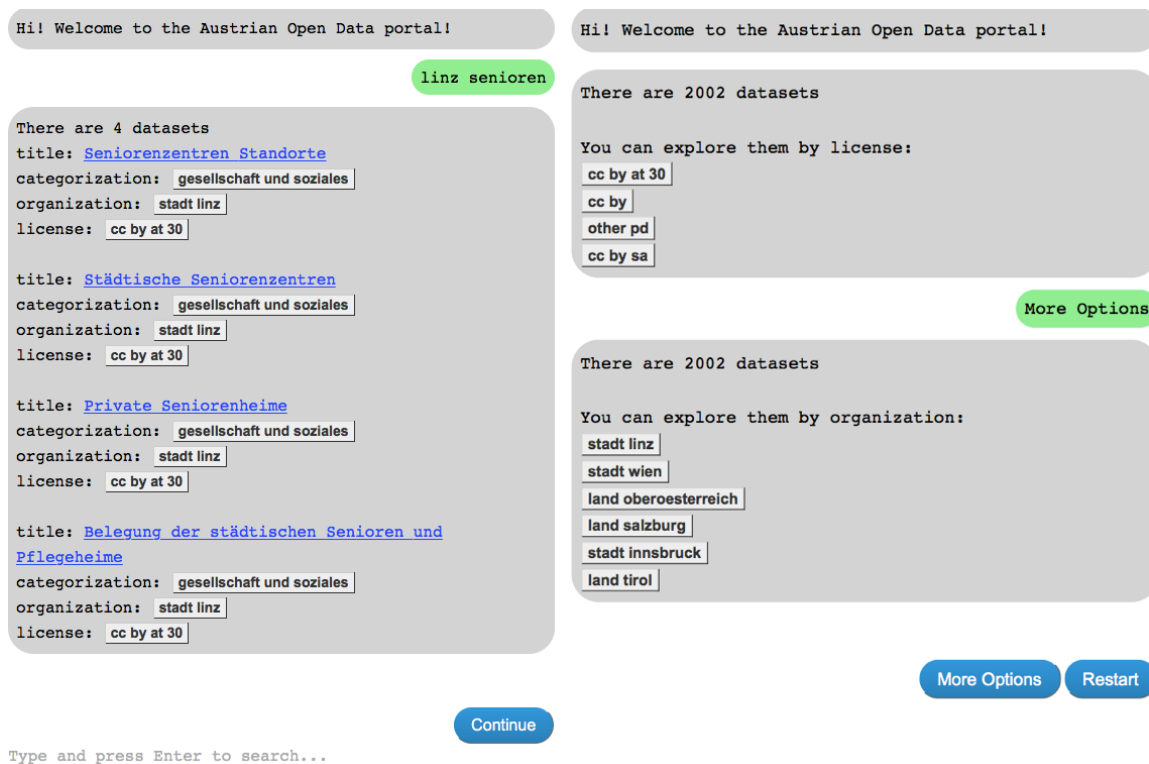 Hi! Welcome to the Austrian Open Data portal!
linz senioren
There are 4 datasets
title: Seniorenzentren Standorte
categorization: gesellschaft und soziales
organization: stadt linz
license: cc by at 30
title: Städtische Seniorenzentren
categorization: gesellschaft und soziales
organization: stadt linz
license: cc by at 30
title: Private Seniorenheime
categorization: gesellschaft und soziales
organization: stadt linz
license: cc by at 30
title: Belegung der städtischen Senioren und
Pflegeheime
categorization: gesellschaft und soziales
organization: stadt linz
license: cc by at 30
Continue
Type and press Enter to search...
Hi! Welcome to the Austrian Open Data portal!
There are 2002 datasets
You can explore them by license:
cc by at 30
cc by
other pd
cc by sa
More Options
There are 2002 datasets
You can explore them by organization:
stadt linz
stadt wien
land oberoesterreich
land salzburg
stadt innsbruck
land tirol
More Options Restart